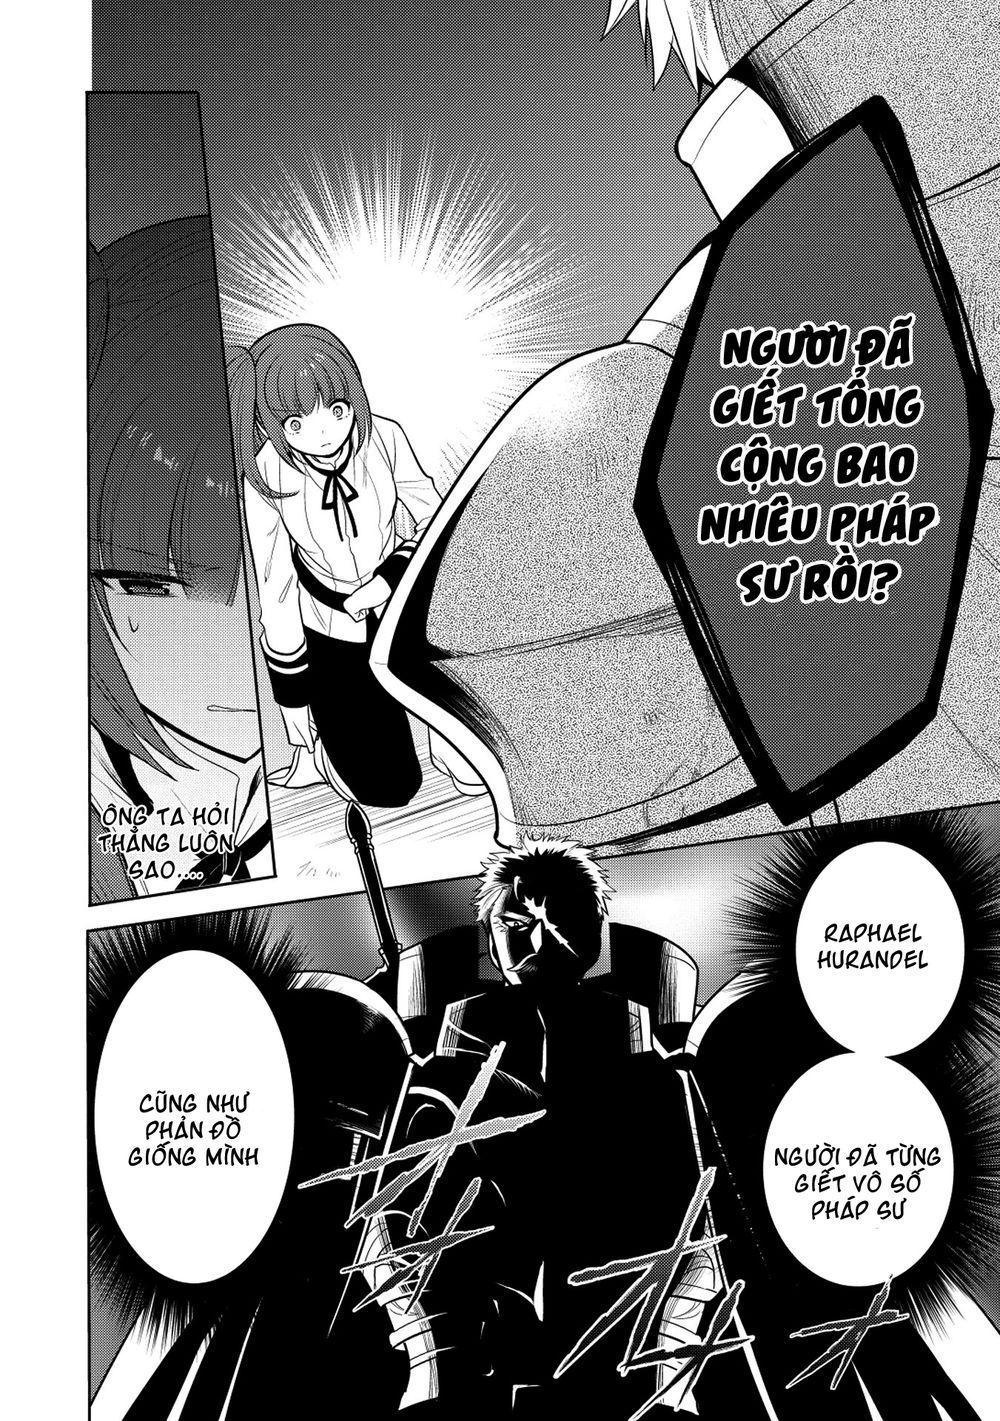 NGƯƠI ĐÃ
GIẾT TỔNG
CỘNG BAO
NHIÊU PHÁP
SƯ RỒI?
ÔNG TA HỎI
THẲNG LUÔN
SAO....
RAPHAEL
HURANDEL
NGƯỜI ĐÃ TỪNG
GIẾT VÔ SỐ
PHÁP SƯ
CŨNG NHƯ
PHẢN ĐỒ
GIỐNG MÌNH